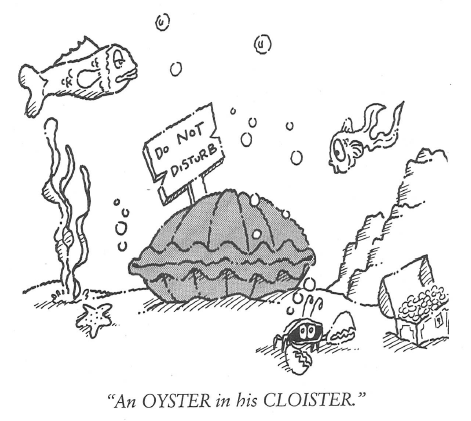 DO NOT
DISTURB
"An OYSTER in his CLOISTER."